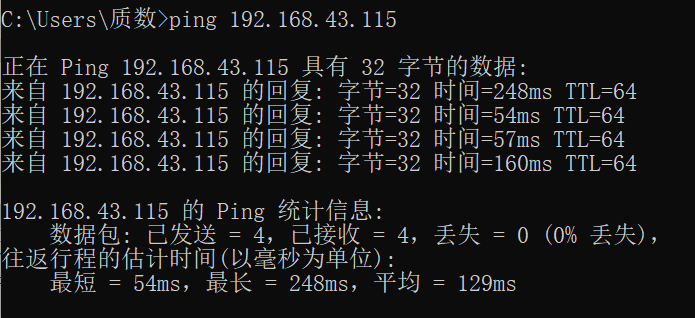 C:\Users\质数>ping 192.168.43.115
正在 Ping 192.168.43.115 具有 32 字节的数据:
来自 192.168.43.115 的回复: 字节=32 时间=248ms TTL=64
来自 192.168.43.115 的回复: 字节=32 时间=54ms TTL=64
来自 192.168.43.115 的回复: 字节=32 时间=57ms TTL=64
来自 192.168.43.115 的回复: 字节=32 时间=160ms TTL=64
192.168.43.115 的 Ping 统计信息:
数据包: 已发送 = 4，已接收 = 4，丢失 = 0 (0% 丢失)，
往返行程的估计时间(以毫秒为单位):
最短 = 54ms，最长 = 248ms，平均 = 129ms